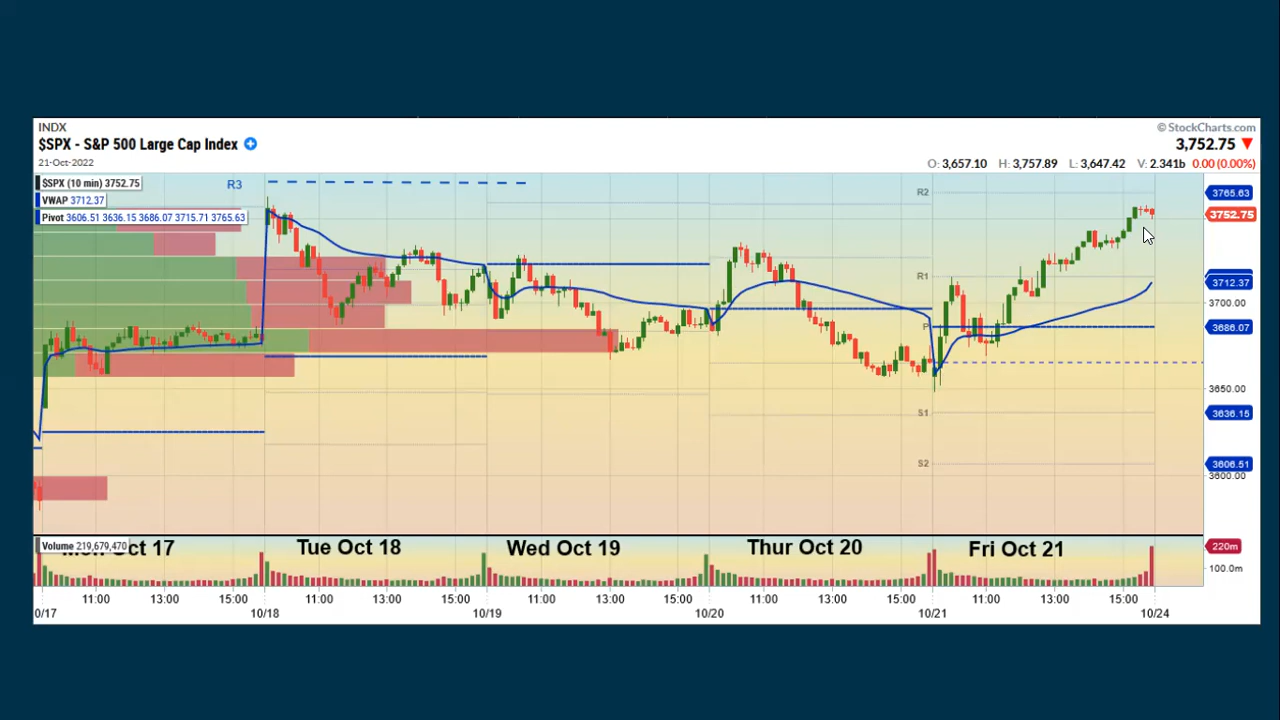 INDX
© StockCharts.com
$SPX - S&P 500 Large Cap Index
3,752.75
21-Oct-2022
O: 3,657.10 H: 3,757.89 L: 3,647.42 V: 2.341b 0.00 (0.00%)
$SPX (10 min) 3752.75
VWAP 3712.37
Pivot 3606.51 3636.15 3686.07 3715.71 3765.63
R3
R2
R1
P
S1
S2
3765.63
3752.75
3712.37
3700.00
3686.07
3650.00
3636.15
3606.51
3600.00
Volume 219,679,470
Oct 17
Tue Oct 18
Wed Oct 19
Thur Oct 20
Fri Oct 21
220m
100.0m
11:00 13:00 15:00 11:00 13:00 15:00 11:00 13:00 15:00 11:00 13:00 15:00 11:00 13:00 15:00
0/17 10/18 10/19 10/20 10/21 10/24